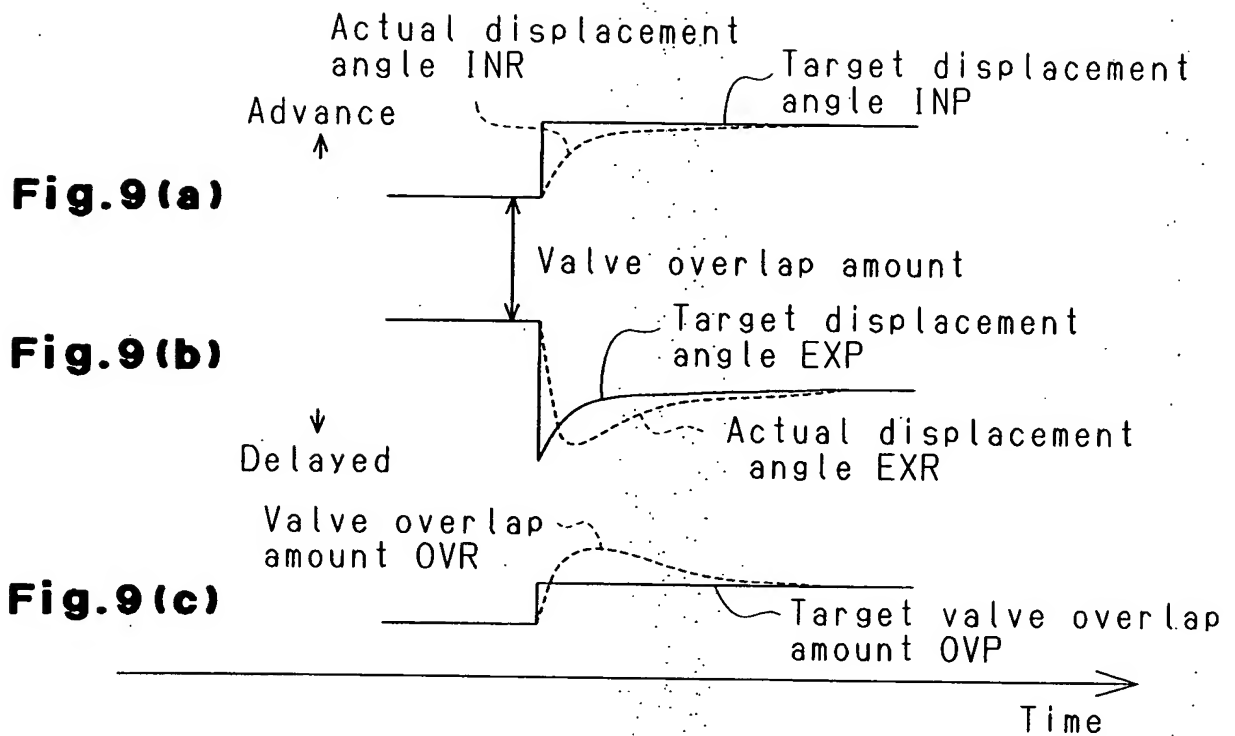 Actual displacement
angle INR
Target displacement
angle INP
Advance
Fig.9(a)
Valve overlap amount
Target displacement
angle EXP
Fig.9(b)
Actual displacement
angle EXR
Delayed
Valve overlap
amount OVR
Fig.9(c)
Target valve overlap
amount OVP
Time